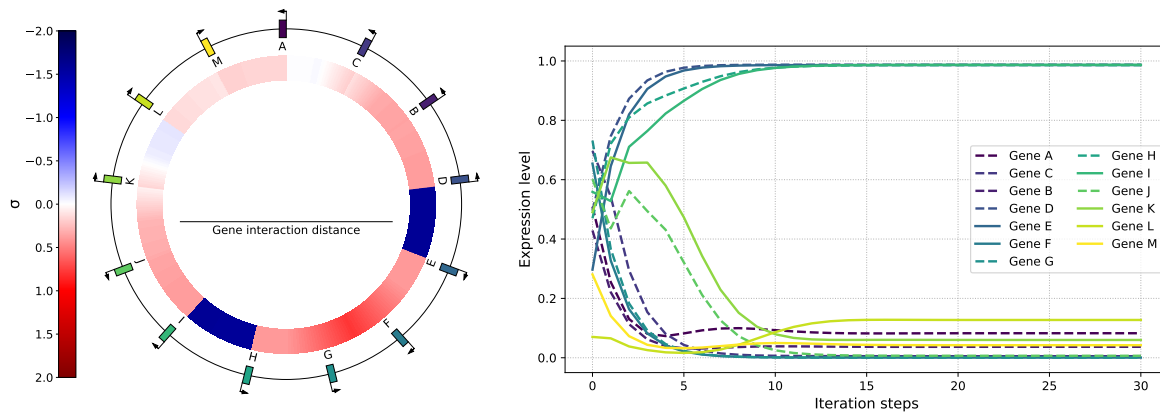 σ
−2.0
−1.5
−1.0
−0.5
0.0
0.5
1.0
1.5
2.0
A
C
B
D
E
F
G
H
I
J
K
L
M
Gene interaction distance
Expression level
1.0
0.8
0.6
0.4
0.2
0.0
0
5
10
15
20
25
30
Iteration steps
Gene A
Gene C
Gene B
Gene D
Gene E
Gene F
Gene G
Gene H
Gene I
Gene J
Gene K
Gene L
Gene M